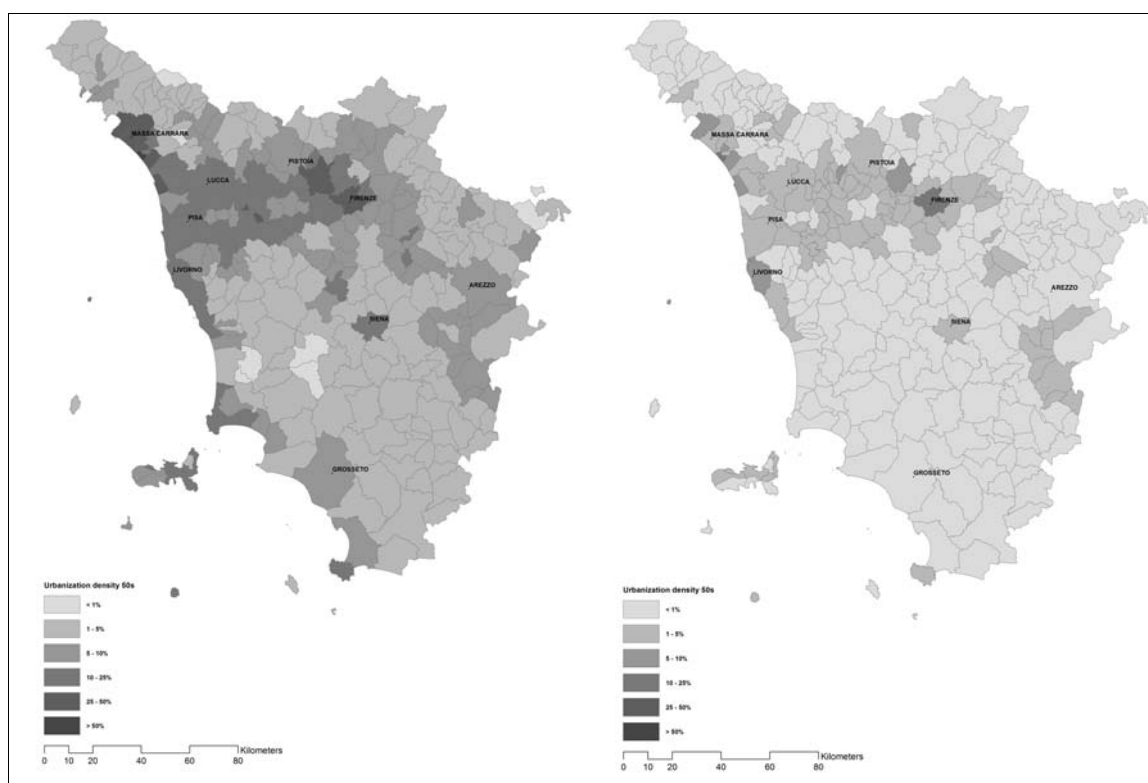 MASSA CARRARA
PISTOIA
LUCCA
FIRENZE
PISA
LIVORNO
AREZZO
SIENA
GROSSETO
Urbanization density 50s
< 1%
1 - 5%
5 - 10%
10 - 25%
25 - 50%
> 50%
Kilometers
0 10 20 40 60 80
MASSA CARRARA
PISTOIA
LUCCA
FIRENZE
PISA
LIVORNO
AREZZO
SIENA
GROSSETO
Urbanization density 50s
< 1%
1 - 5%
5 - 10%
10 - 25%
25 - 50%
> 50%
Kilometers
0 10 20 40 60 80